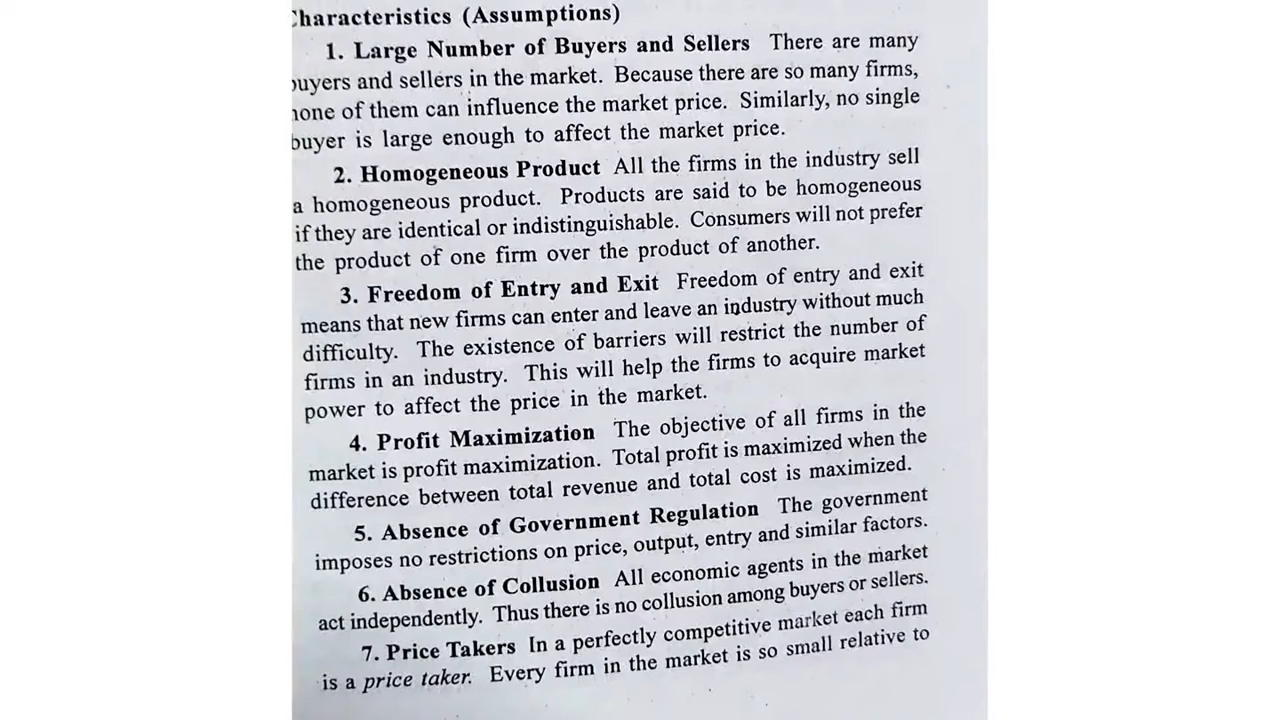 Characteristics (Assumptions)
1. Large Number of Buyers and Sellers There are many
buyers and sellers in the market. Because there are so many firms,
none of them can influence the market price. Similarly, no single
buyer is large enough to affect the market price.
2. Homogeneous Product All the firms in the industry sell
a homogeneous product. Products are said to be homogeneous
if they are identical or indistinguishable. Consumers will not prefer
the product of one firm over the product of another.
3. Freedom of Entry and Exit Freedom of entry and exit
means that new firms can enter and leave an industry without much
difficulty. The existence of barriers will restrict the number of
firms in an industry. This will help the firms to acquire market
power to affect the price in the market.
4. Profit Maximization The objective of all firms in the
market is profit maximization. Total profit is maximized when the
difference between total revenue and total cost is maximized.
5. Absence of Government Regulation The government
imposes no restrictions on price, output, entry and similar factors.
6. Absence of Collusion All economic agents in the market
act independently. Thus there is no collusion among buyers or sellers.
7. Price Takers In a perfectly competitive market each firm
is a price taker. Every firm in the market is so small relative to